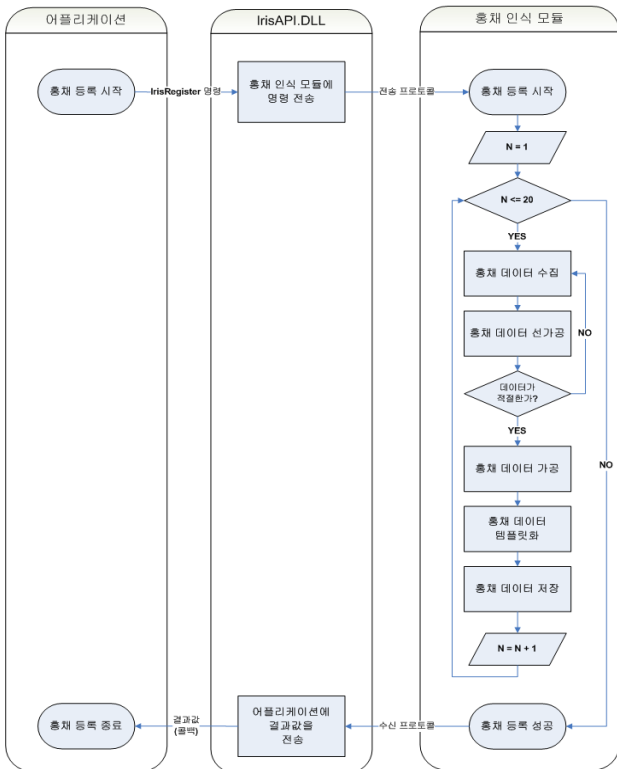 어플리케이션
IrisAPI.DLL
홍채 인식 모듈
홍채 등록 시작
IrisRegister 명령
홍채 인식 모듈에
명령 전송
전송 프로토콜
홍채 등록 시작
N = 1
N <= 20
YES
홍채 데이터 수집
홍채 데이터 선가공
NO
데이터가
적절한가?
YES
홍채 데이터 가공
NO
홍채 데이터
템플릿화
홍채 데이터 저장
N = N + 1
홍채 등록 종료
결과값
(콜백)
어플리케이션에
결과값을
전송
수신 프로토콜
홍채 등록 성공